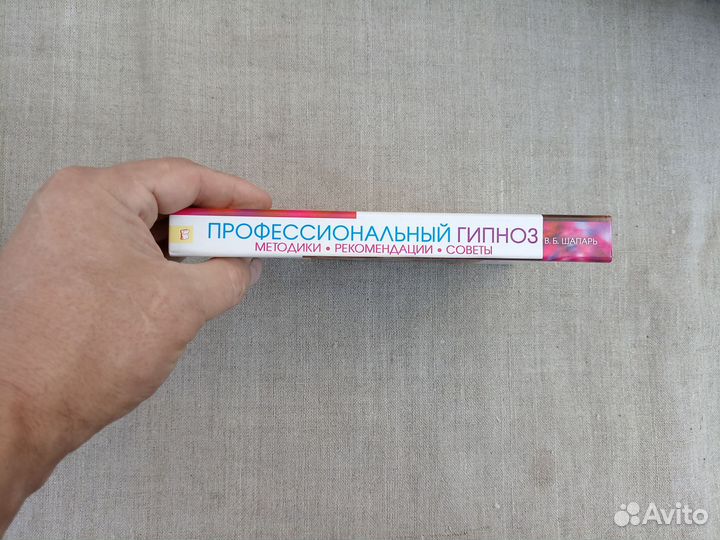 ПРОФЕССИОНАЛЬНЫЙ ГИПНОЗ
МЕТОДИКИ • РЕКОМЕНДАЦИИ • СОВЕТЫ
В. Б. ШАПАРЬ
Avito